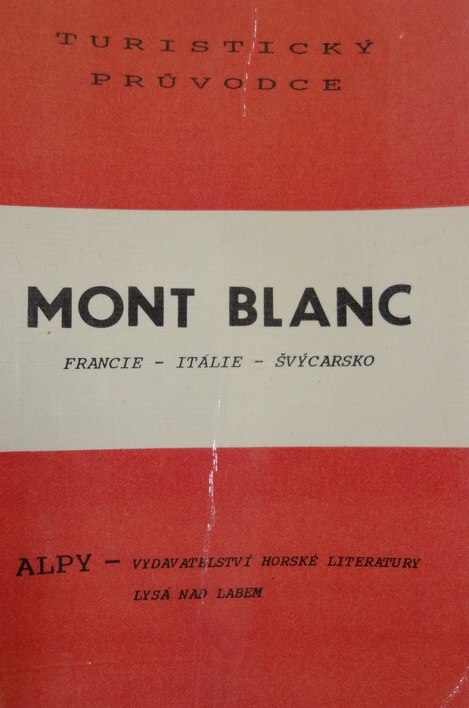 TURISTICKÝ
PRŮVODCE
MONT BLANC
FRANCIE - ITÁLIE - ŠVÝCARSKO
ALPY - VYDAVATELSTVÍ HORSKÉ LITERATURY
LYSÁ NAD LABEM